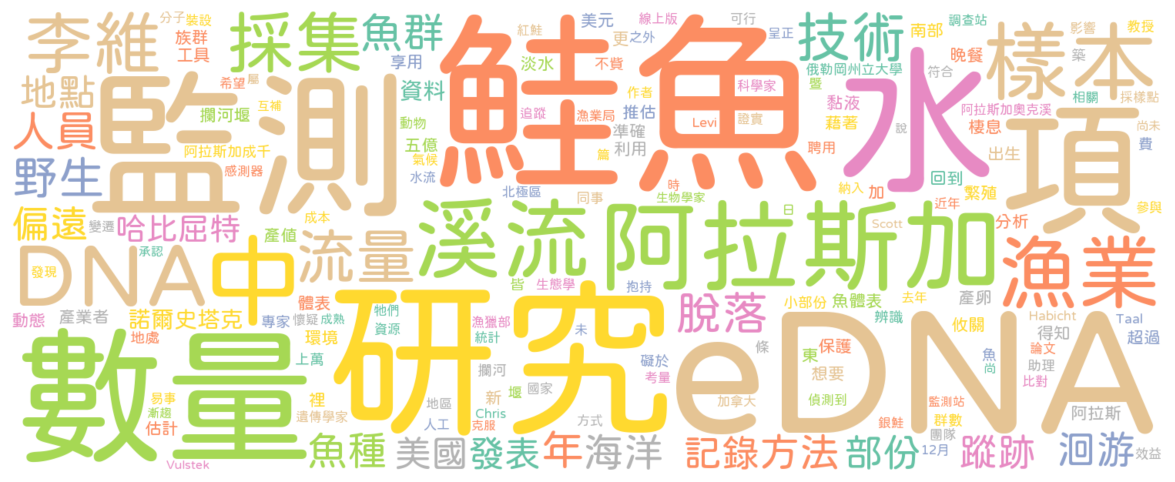 李維
採集
魚群
族群
工具
分子
裝設
享用
紅鮭
美元
淡水
更
之外
線上版
不貲
可行
呈正
技術
南部
調查站
晚餐
樣本
影響
教授
築
地點
人員
攔河堰
希望
屋
互補
監測
資料
動物
五億
氣候
水流
鮭魚
追蹤
漁業局
作者
推估
準確
利用
篇
Levi
科學家
證實
俄勒岡州立大學
暨
黏液
藉著
聘用
說
水
符合
阿拉斯加奧克溪
棲息
出生
相關
採樣點
尚未
費
項
野生
阿拉斯加成千
感測器
北極區
同事
時
生物學家
納入
加
回到
近年
繁殖
分析
參與
偏遠
變遷
哈比屈特
承認
產值
成本
流量
溪流
皆
生態學
抱持
阿拉斯加
日
Scott
漁業
發現
DNA
中
動態
產業者
地處
諾爾史塔克
專家
體表
懷疑
成熟
環境
上萬
遺傳學家
牠們
資源
研究
漁獵部
統計
攔河
新
堰
國家
未
脫落
礙於
考量
條
加拿大
eDNA
小部份
魚體表
去年
產卵
辨識
攸關
東
保護
想要
偵測到
魚
尚
Habicht
得知
論文
助理
比對
Taal
超過
阿拉斯
數量
易事
漸趨
估計
Vulstek
裡
魚種
美國
地區
人工
Chris
克服
發表
年
方式
海洋
記錄方法
部份
銀鮭
監測站
群數
團隊
12月
蹤跡
洄游
效益